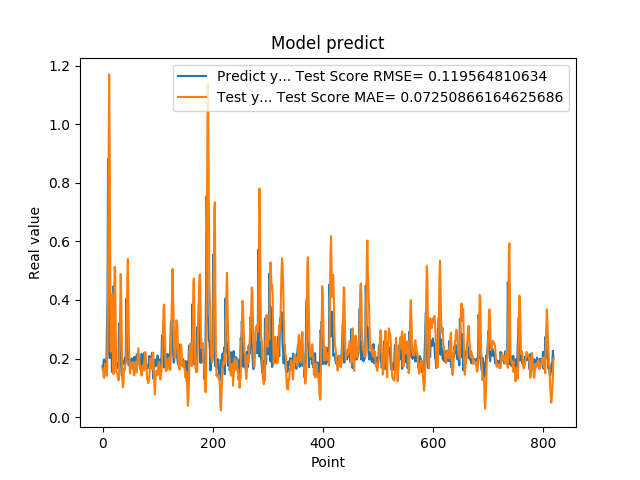 Model predict
Predict y... Test Score RMSE= 0.119564810634
Test y... Test Score MAE= 0.07250866164625686
Real value
1.2
1.0
0.8
0.6
0.4
0.2
0.0
0 200 400 600 800
Point